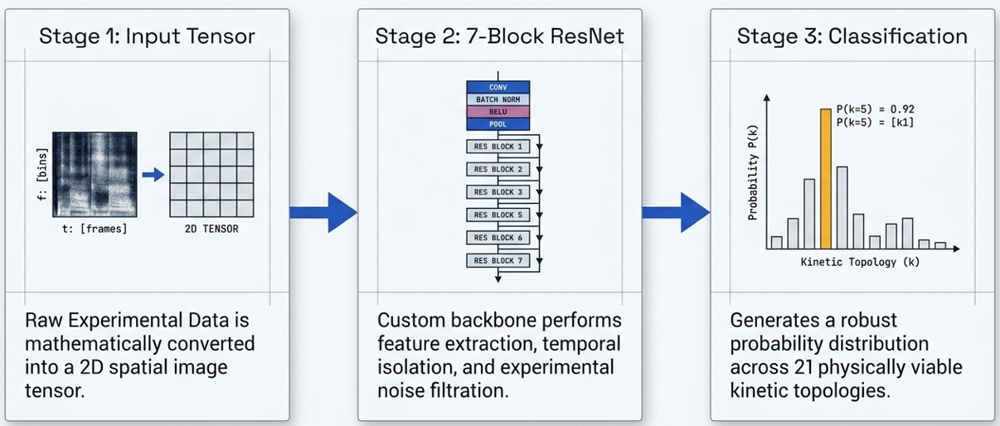 Stage 1: Input Tensor
f: [bins]
t: [frames]
2D TENSOR
Raw Experimental Data is
mathematically converted
into a 2D spatial image
tensor.
Stage 2: 7-Block ResNet
CONV
BATCH NORM
RELU
POOL
RES BLOCK 1
RES BLOCK 2
RES BLOCK 3
RES BLOCK 5
RES BLOCK 6
RES BLOCK 7
Custom backbone performs
feature extraction, temporal
isolation, and experimental
noise filtration.
Stage 3: Classification
P(k=5) = 0.92
P(k=5) = [k1]
Probability P(k)
Kinetic Topology (k)
Generates a robust
probability distribution
across 21 physically viable
kinetic topologies.